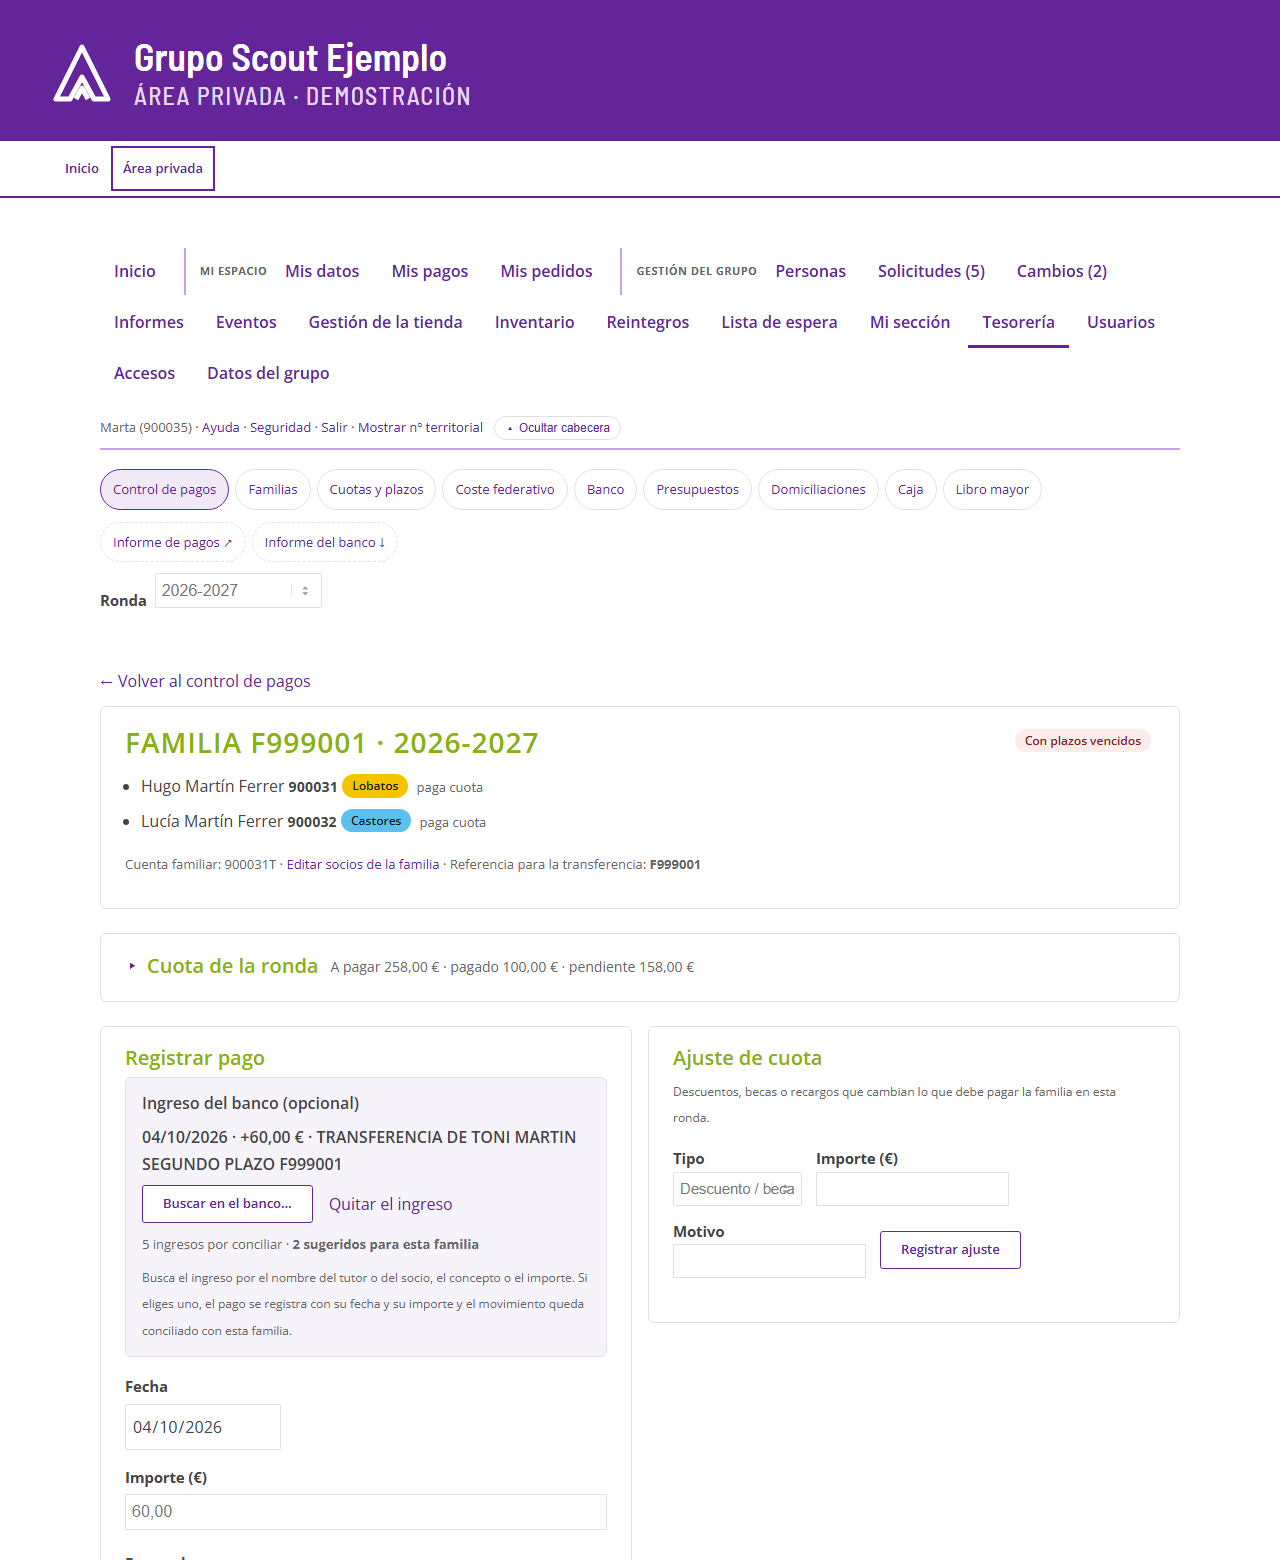 Grupo Scout Ejemplo
ÁREA PRIVADA · DEMOSTRACIÓN
Inicio Área privada
Inicio MI ESPACIO Mis datos Mis pagos Mis pedidos GESTIÓN DEL GRUPO Personas Solicitudes (5) Cambios (2)
Informes Eventos Gestión de la tienda Inventario Reintegros Lista de espera Mi sección Tesorería Usuarios
Accesos Datos del grupo
Marta (900035) · Ayuda · Seguridad · Salir · Mostrar nº territorial ▴ Ocultar cabecera
Control de pagos Familias Cuotas y plazos Coste federativo Banco Presupuestos Domiciliaciones Caja Libro mayor
Informe de pagos ↗ Informe del banco ↓
Ronda 2026-2027
← Volver al control de pagos
FAMILIA F999001 · 2026-2027 Con plazos vencidos
• Hugo Martín Ferrer 900031 Lobatos paga cuota
• Lucía Martín Ferrer 900032 Castores paga cuota
Cuenta familiar: 900031T · Editar socios de la familia · Referencia para la transferencia: F999001
▸ Cuota de la ronda A pagar 258,00 € · pagado 100,00 € · pendiente 158,00 €
Registrar pago
Ingreso del banco (opcional)
04/10/2026 · +60,00 € · TRANSFERENCIA DE TONI MARTIN
SEGUNDO PLAZO F999001
Buscar en el banco... Quitar el ingreso
5 ingresos por conciliar · 2 sugeridos para esta familia
Busca el ingreso por el nombre del tutor o del socio, el concepto o el importe. Si
eliges uno, el pago se registra con su fecha y su importe y el movimiento queda
conciliado con esta familia.
Fecha
04/10/2026
Importe (€)
60,00
Ajuste de cuota
Descuentos, becas o recargos que cambian lo que debe pagar la familia en esta
ronda.
Tipo Importe (€)
Descuento / beca
Motivo
Registrar ajuste